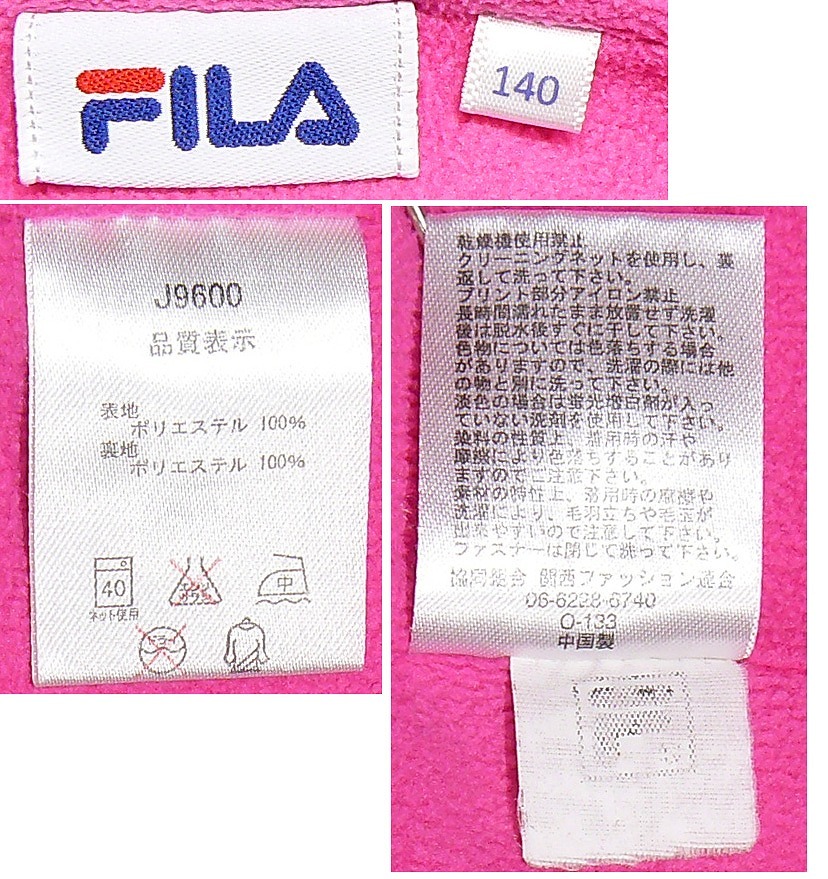 FILA
140
J9600
品質表示
表地
ポリエステル 100%
裏地
ポリエステル 100%
40
ネット使用
エンソサラシ
中
ドライ
乾燥機使用禁止
クリーニングネットを使用し、裏
返して洗って下さい。
プリント部分アイロン禁止
長時間濡れたまま放置せず洗濯
後は脱水後すぐに干して下さい。
色物については色落ちする場合
がありますので、洗濯の際には他
の物と別に洗って下さい。
淡色の場合は蛍光増白剤が入っ
ていない洗剤を使用して下さい。
染料の性質上、着用時の汗や
摩擦により色落ちすることがあり
ますのでご注意下さい。
素材の特性上、着用時の摩擦や
洗濯により、毛羽立ちや毛玉が
出来やすいので注意して下さい。
ファスナーは閉じて洗って下さい。
協同組合 関西ファッション連合
06-6228-6740
O-133
中国製